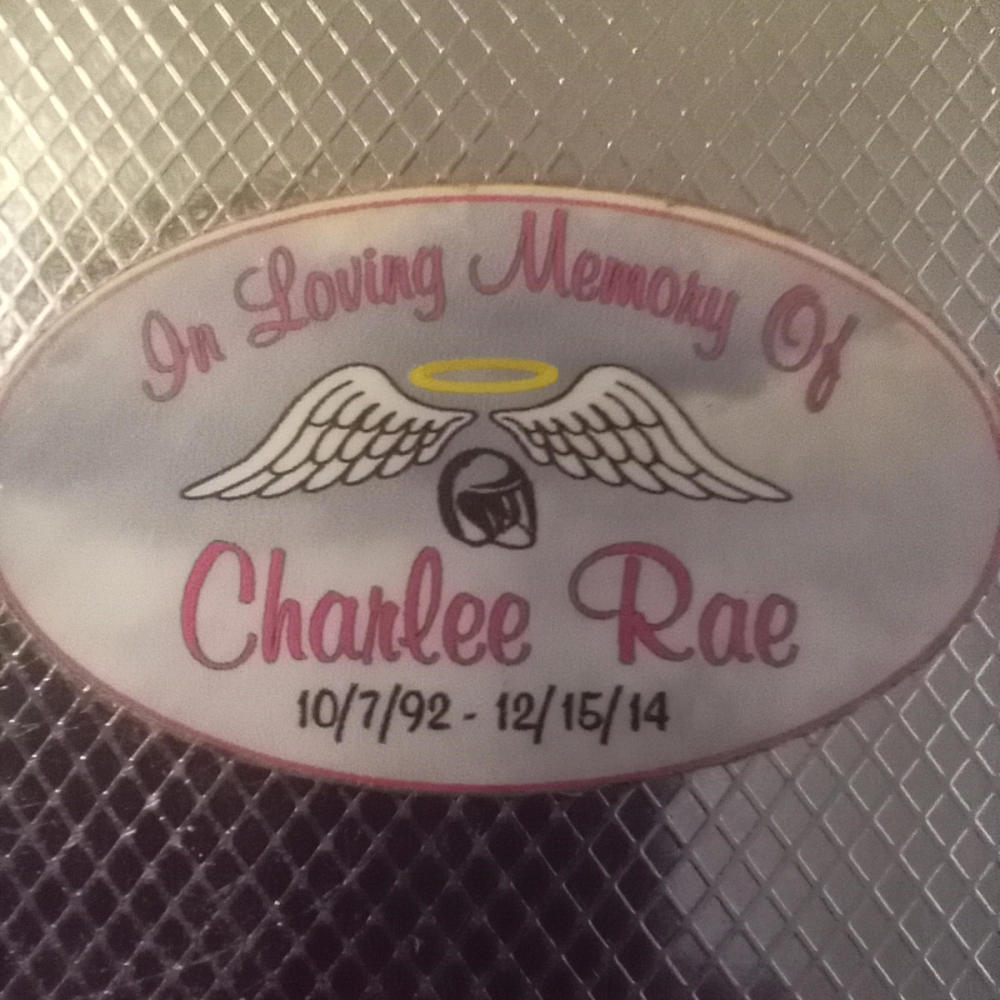 In Loving Memory Of
Charlee Rae
10/7/92 - 12/15/14